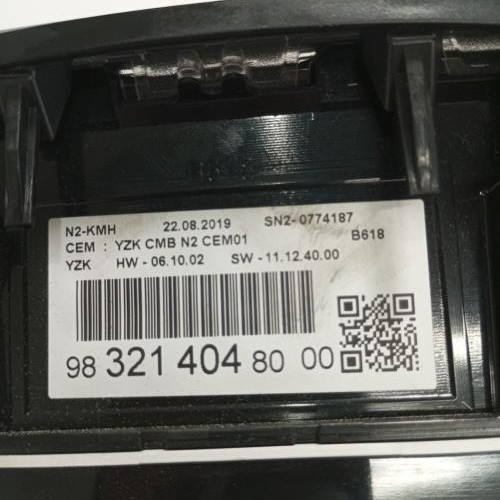 N2-KMH 22.08.2019 SN2-0774187
CEM : YZK CMB N2 CEM01 B618
YZK HW - 06.10.02 SW - 11.12.40.00
98 321 404 80 00